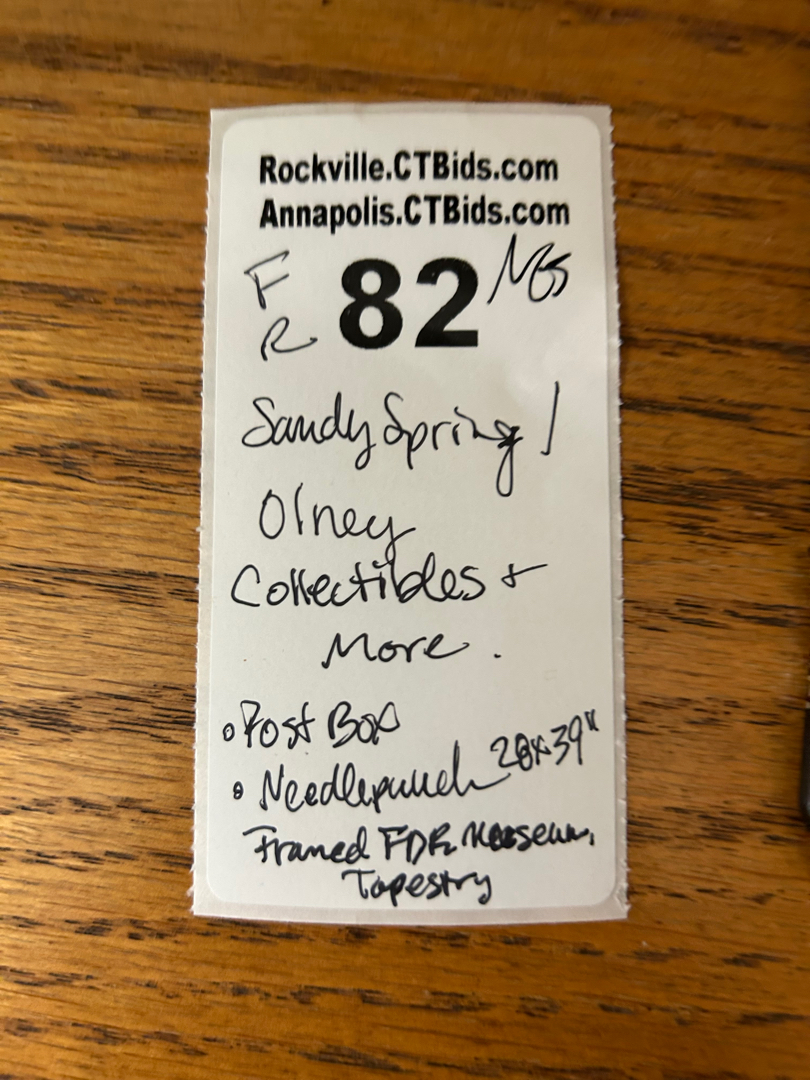 Rockville.CTBids.com
Annapolis.CTBids.com
F 82
R
Sandy Spring /
Olney
Collectibles +
More.
Post Box
Needlepunch 28x39"
Framed FDR Museum,
Tapestry